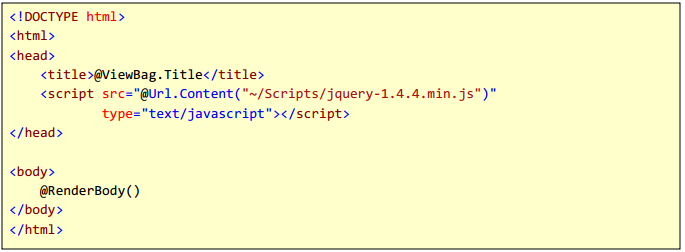 <!DOCTYPE html>
<html>
<head>
    <title>@ViewBag.Title</title>
    <script src="@Url.Content("~/Scripts/jquery-1.4.4.min.js")"
            type="text/javascript"></script>
</head>

<body>
    @RenderBody()
</body>
</html>